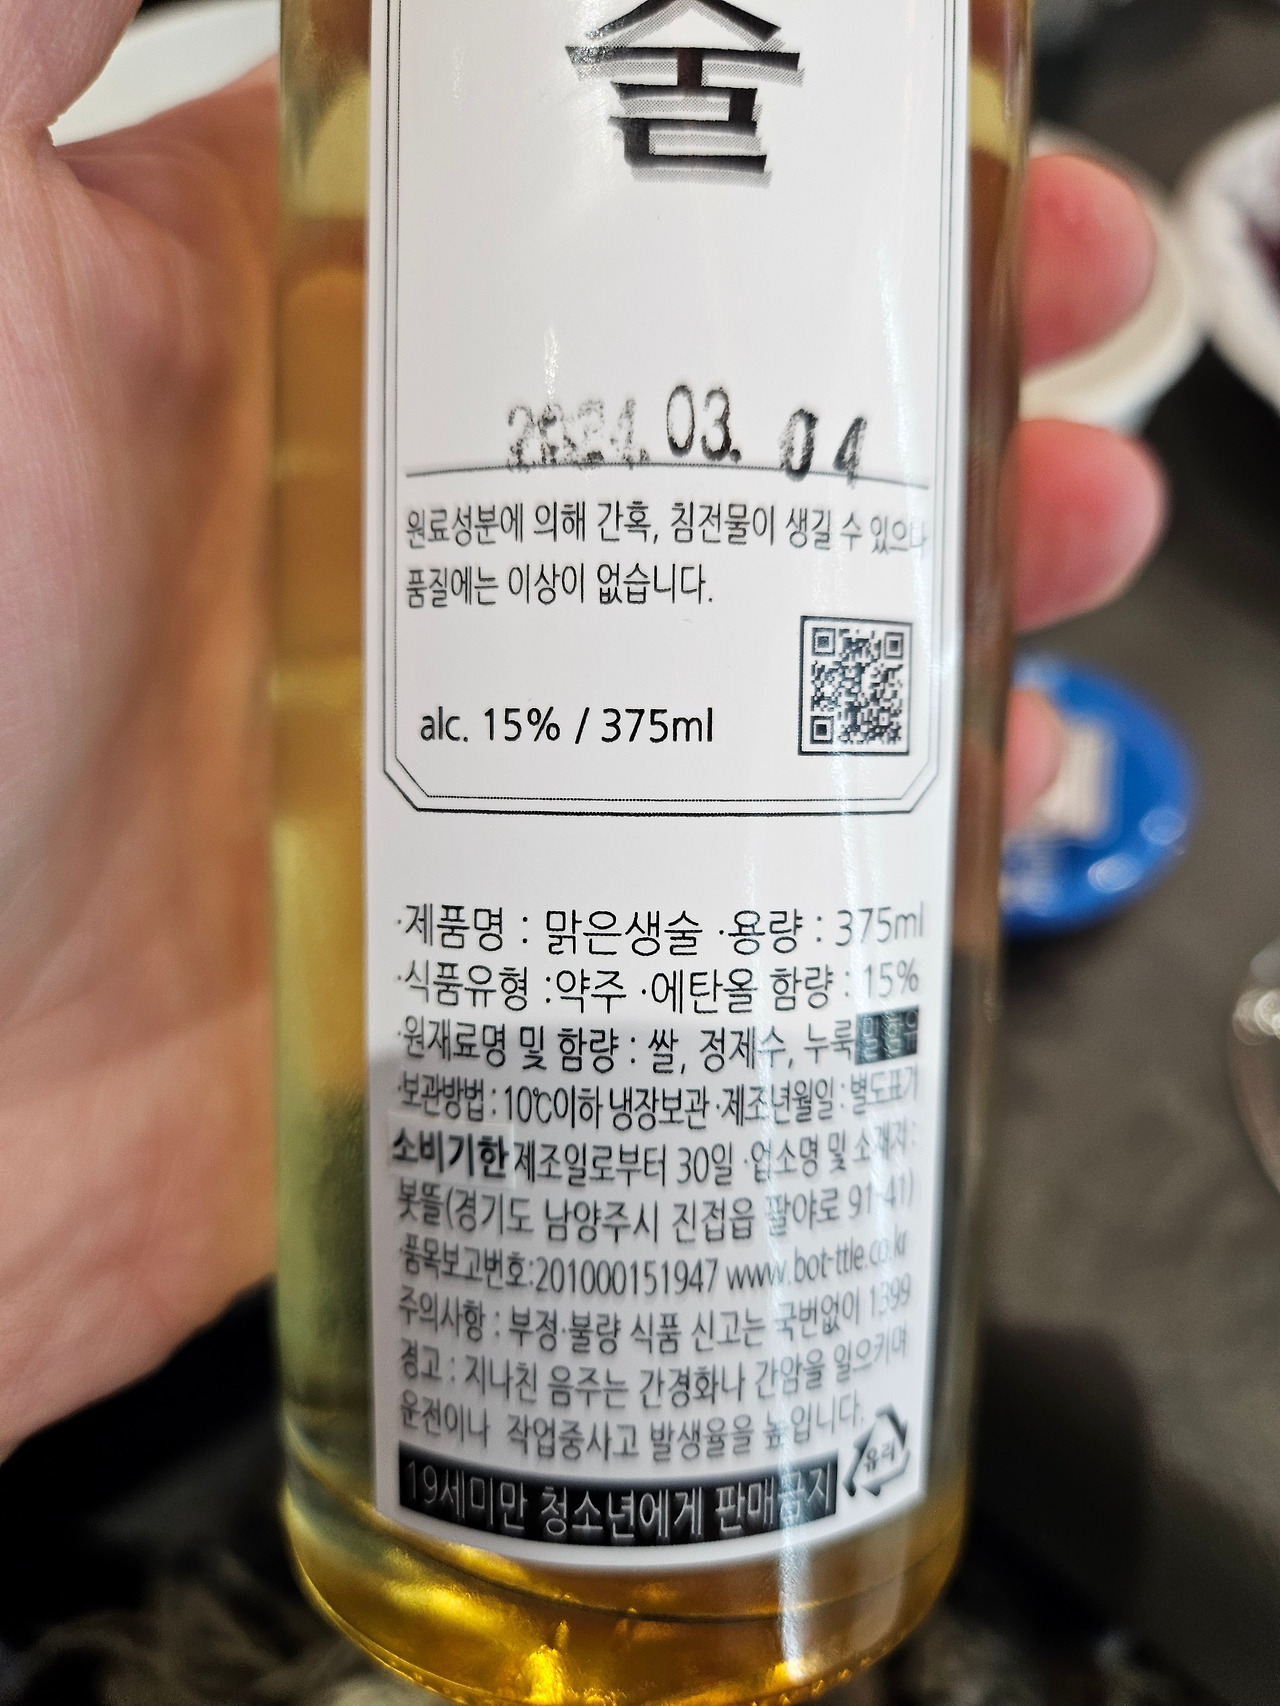 술
2024. 03. 04
원료성분에 의해 간혹, 침전물이 생길 수 있으나
품질에는 이상이 없습니다.
alc. 15% / 375ml
·제품명 : 맑은생술 ·용량 : 375ml
·식품유형 :약주 ·에탄올 함량 : 15%
·원재료명 및 함량 : 쌀, 정제수, 누룩 밀함유
·보관방법 : 10℃이하 냉장보관 ·제조년월일 : 별도표기
소비기한 제조일로부터 30일 ·업소명 및 소재지 :
봇뜰(경기도 남양주시 진접읍 팔야로 91-41)
·품목보고번호:201000151947 www.bot-ttle.co.kr
주의사항 : 부정·불량 식품 신고는 국번없이 1399
경고 : 지나친 음주는 간경화나 간암을 일으키며
운전이나 작업중사고 발생율을 높입니다.
유리
19세미만 청소년에게 판매금지